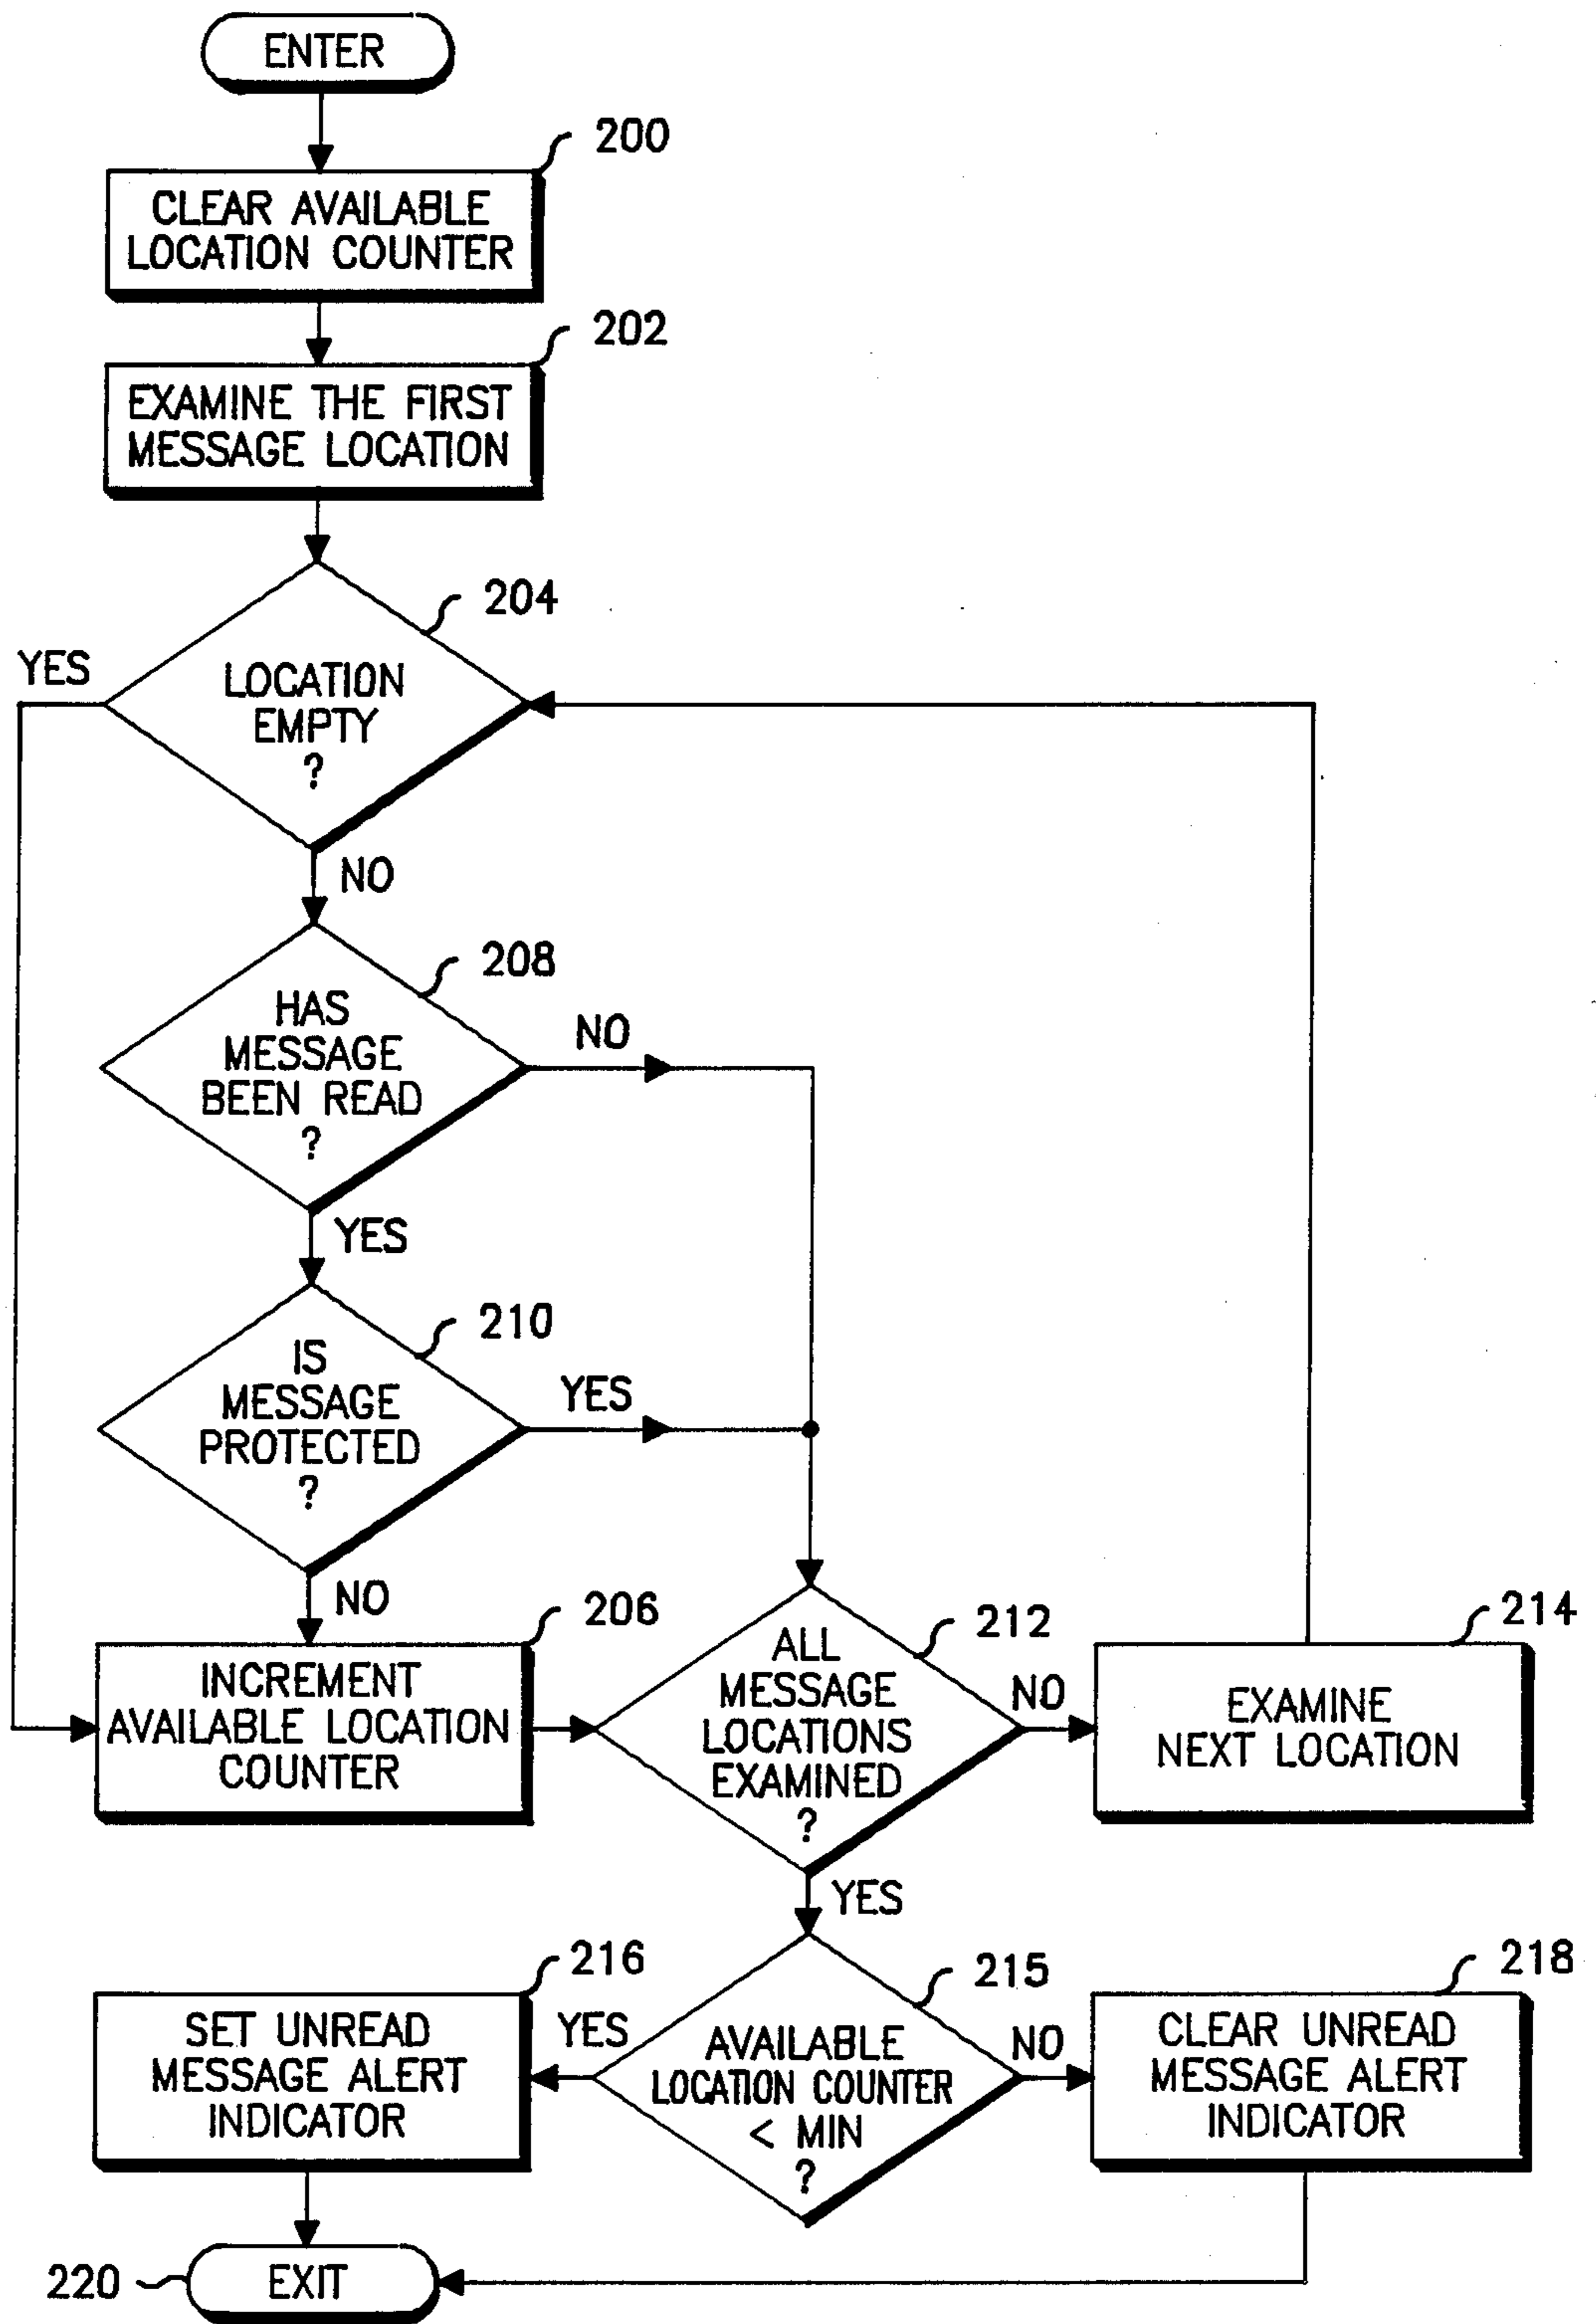 ENTER
200
CLEAR AVAILABLE
LOCATION COUNTER
202
EXAMINE THE FIRST
MESSAGE LOCATION
204
YES
LOCATION
EMPTY
?
NO
208
HAS
MESSAGE
BEEN READ
?
NO
YES
210
IS
MESSAGE
PROTECTED
?
YES
NO
206
INCREMENT
AVAILABLE LOCATION
COUNTER
212
ALL
MESSAGE
LOCATIONS
EXAMINED
?
NO
214
EXAMINE
NEXT LOCATION
YES
216
SET UNREAD
MESSAGE ALERT
INDICATOR
YES
215
AVAILABLE
LOCATION COUNTER
< MIN
?
NO
218
CLEAR UNREAD
MESSAGE ALERT
INDICATOR
220
EXIT